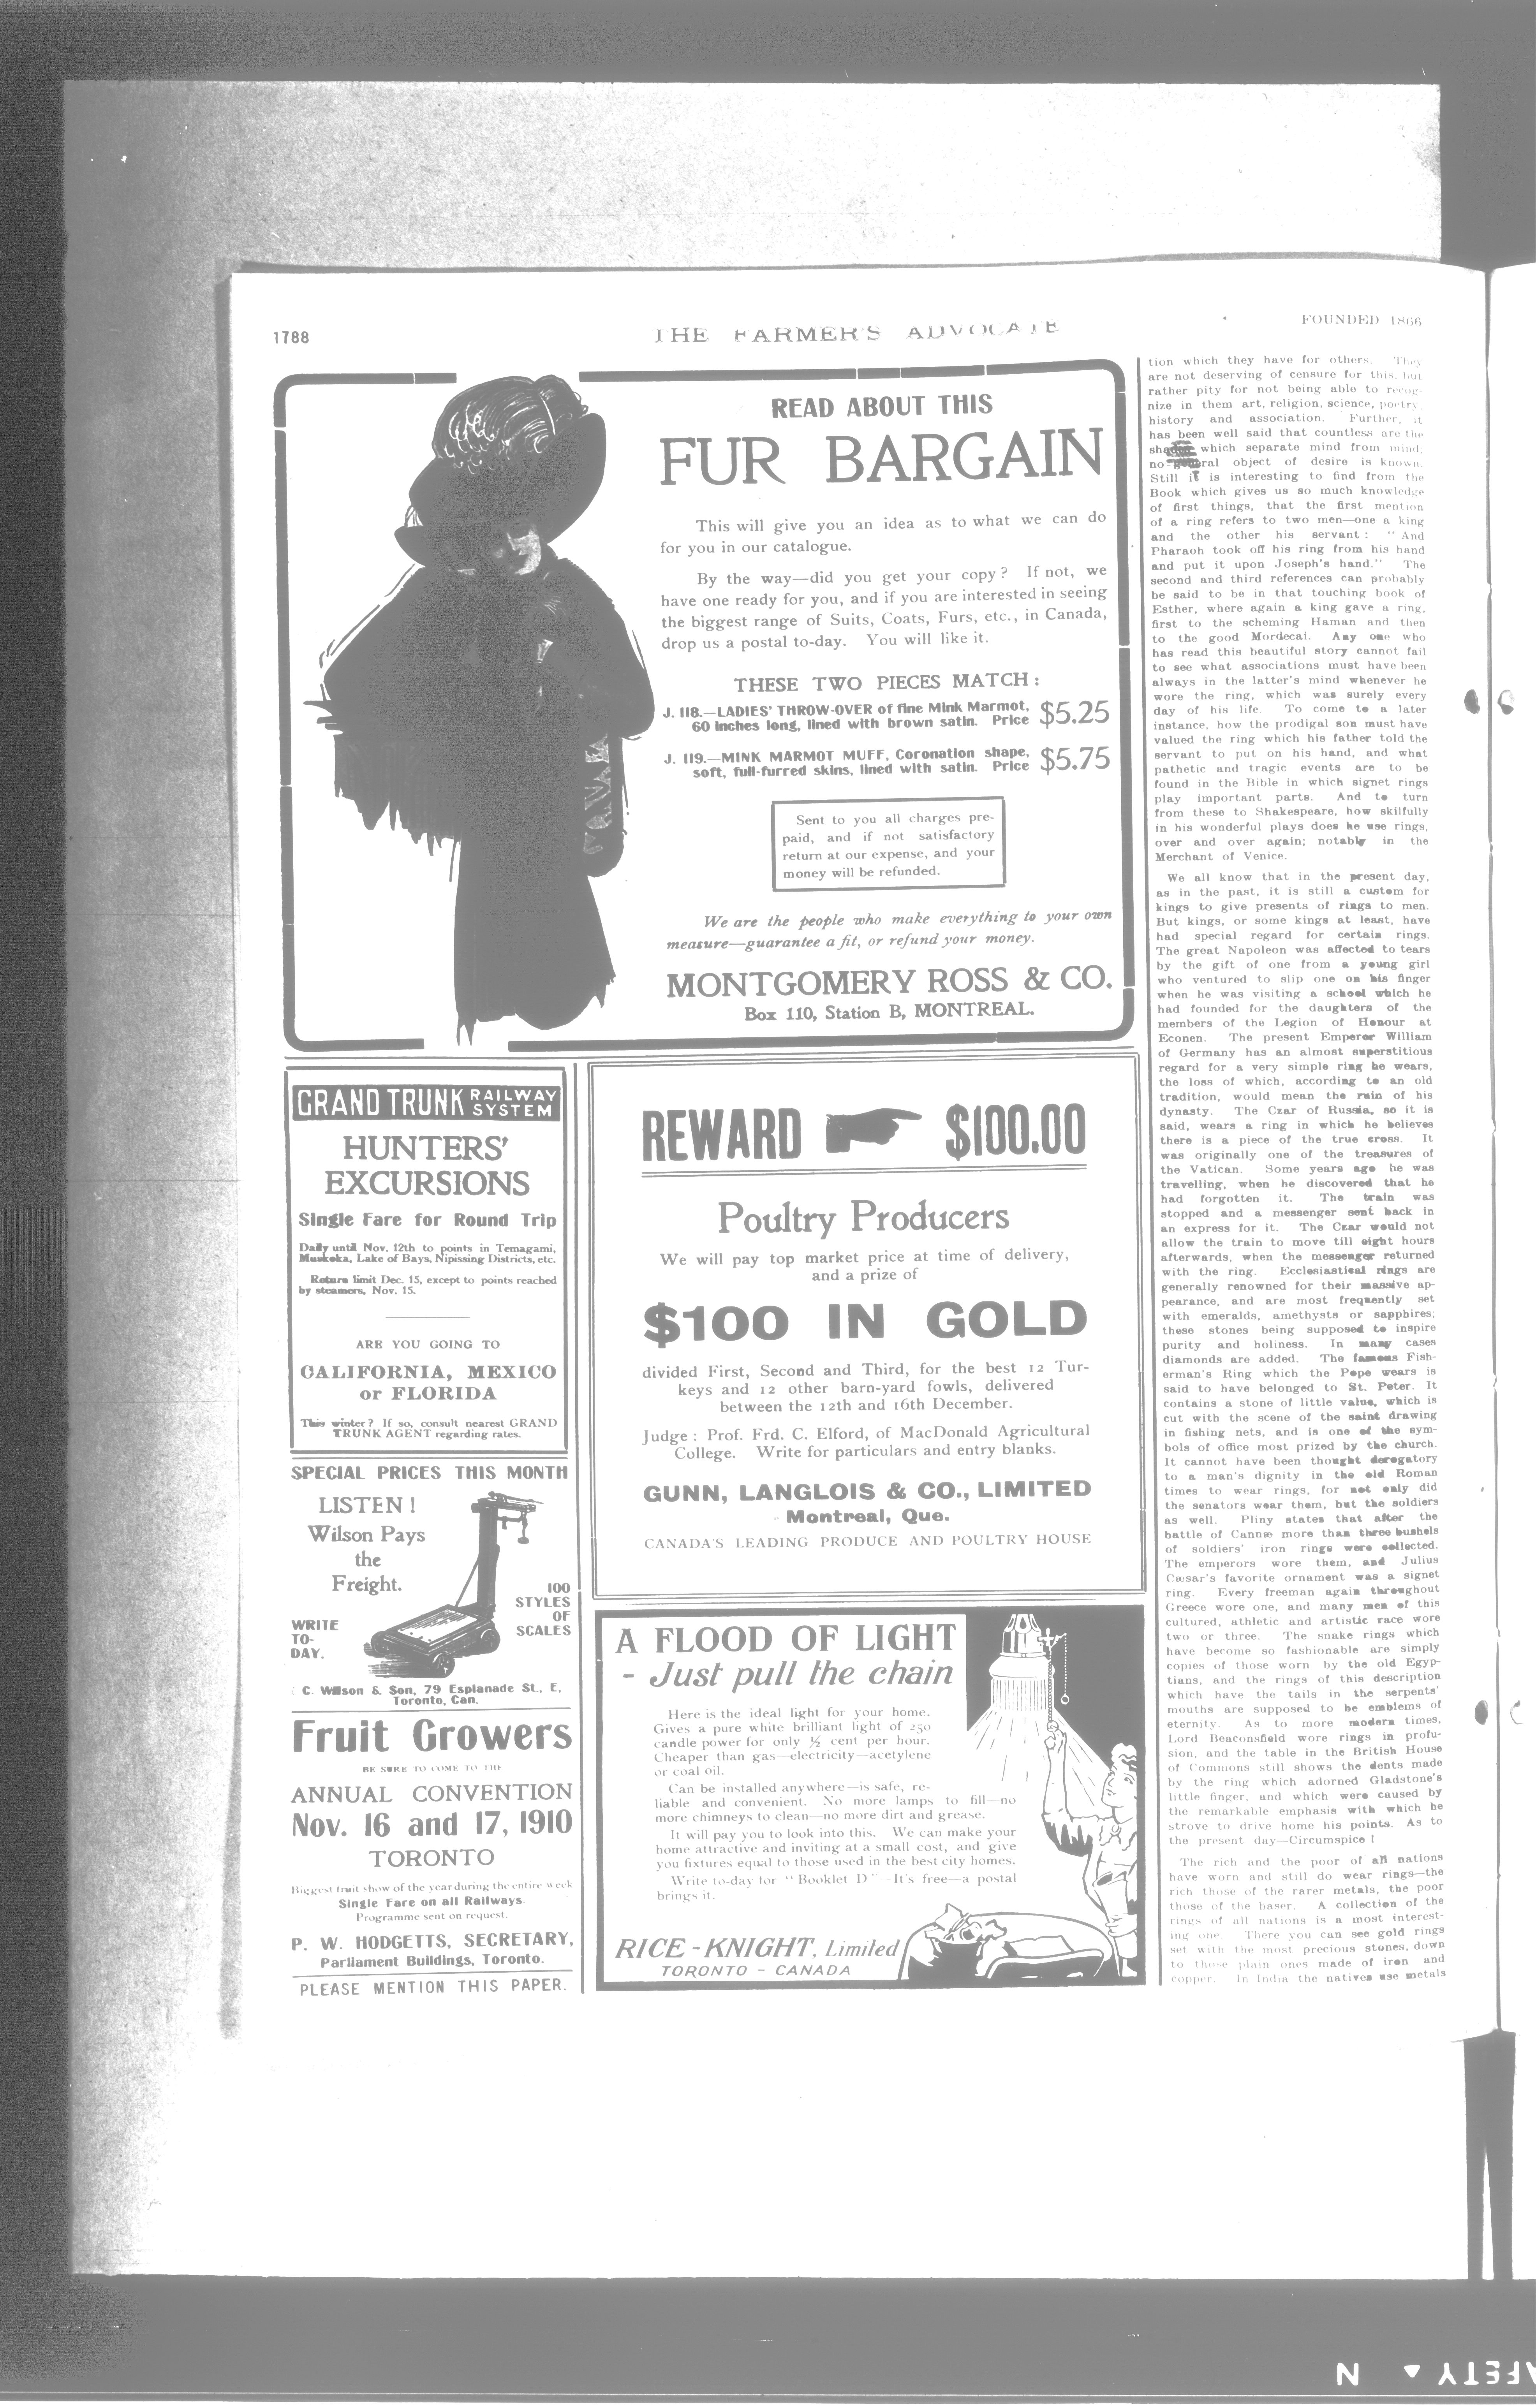 1788
THE FARMER'S ADVOCATE
FOUNDED 1866
READ ABOUT THIS
FUR BARGAIN
This will give you an idea as to what we can do
for you in our catalogue.
By the way—did you get your copy? If not, we
have one ready for you, and if you are interested in seeing
the biggest range of Suits, Coats, Furs, etc., in Canada,
drop us a postal to-day. You will like it.
THESE TWO PIECES MATCH:
J. 118.—LADIES' THROW-OVER of fine Mink Marmot,
60 inches long, lined with brown satin. Price $5.25
J. 119.—MINK MARMOT MUFF, Coronation shape,
soft, full-furred skins, lined with satin. Price $5.75
Sent to you all charges pre-
paid, and if not satisfactory
return at our expense, and your
money will be refunded.
We are the people who make everything to your own
measure—guarantee a fit, or refund your money.
MONTGOMERY ROSS & CO.
Box 110, Station B, MONTREAL.
GRAND TRUNK RAILWAY
SYSTEM
HUNTERS'
EXCURSIONS
Single Fare for Round Trip
Daily until Nov. 12th to points in Temagami,
Muskoka, Lake of Bays, Nipissing Districts, etc.
Return limit Dec. 15, except to points reached
by steamers, Nov. 15.
ARE YOU GOING TO
CALIFORNIA, MEXICO
or FLORIDA
This winter? If so, consult nearest GRAND
TRUNK AGENT regarding rates.
SPECIAL PRICES THIS MONTH
LISTEN!
Wilson Pays
the
Freight.
100
STYLES
OF
SCALES
WRITE
TO-
DAY.
C. Wilson & Son, 79 Esplanade St., E,
Toronto, Can.
Fruit Growers
BE SURE TO COME TO THE
ANNUAL CONVENTION
Nov. 16 and 17, 1910
TORONTO
Biggest fruit show of the year during the entire week
Single Fare on all Railways
Programme sent on request.
P. W. HODGETTS, SECRETARY,
Parliament Buildings, Toronto.
PLEASE MENTION THIS PAPER.
REWARD $100.00
Poultry Producers
We will pay top market price at time of delivery,
and a prize of
$100 IN GOLD
divided First, Second and Third, for the best 12 Tur-
keys and 12 other barn-yard fowls, delivered
between the 12th and 16th December.
Judge: Prof. Frd. C. Elford, of MacDonald Agricultural
College. Write for particulars and entry blanks.
GUNN, LANGLOIS & CO., LIMITED
Montreal, Que.
CANADA'S LEADING PRODUCE AND POULTRY HOUSE
A FLOOD OF LIGHT
- Just pull the chain
Here is the ideal light for your home.
Gives a pure white brilliant light of 250
candle power for only ½ cent per hour.
Cheaper than gas—electricity—acetylene
or coal oil.
Can be installed anywhere—is safe, re-
liable and convenient. No more lamps to fill—no
more chimneys to clean—no more dirt and grease.
It will pay you to look into this. We can make your
home attractive and inviting at a small cost, and give
you fixtures equal to those used in the best city homes.
Write to-day for "Booklet D" -It's free—a postal
brings it.
RICE-KNIGHT, Limited
TORONTO - CANADA
tion which they have for others. They
are not deserving of censure for this, but
rather pity for not being able to recog-
nize in them art, religion, science, poetry,
history and association. Further, it
has been well said that countless are the
which separate mind from mind;
no general object of desire is known.
Still it is interesting to find from the
Book which gives us so much knowledge
of first things, that the first mention
of a ring refers to two men—one a king
and the other his servant: "And
Pharaoh took off his ring from his hand
and put it upon Joseph's hand." The
second and third references can probably
be said to be in that touching book of
Esther, where again a king gave a ring,
first to the scheming Haman and then
to the good Mordecai. Any one who
has read this beautiful story cannot fail
to see what associations must have been
always in the latter's mind whenever he
wore the ring, which was surely every
day of his life. To come to a later
instance, how the prodigal son must have
valued the ring which his father told the
servant to put on his hand, and what
pathetic and tragic events are to be
found in the Bible in which signet rings
play important parts. And to turn
from these to Shakespeare, how skilfully
in his wonderful plays does he use rings,
over and over again; notably in the
Merchant of Venice.
We all know that in the present day,
as in the past, it is still a custom for
kings to give presents of rings to men.
But kings, or some kings at least, have
had special regard for certain rings.
The great Napoleon was affected to tears
by the gift of one from a young girl
who ventured to slip one on his finger
when he was visiting a school which he
had founded for the daughters of the
members of the Legion of Honour at
Econen. The present Emperor William
of Germany has an almost superstitious
regard for a very simple ring he wears,
the loss of which, according to an old
tradition, would mean the ruin of his
dynasty. The Czar of Russia, so it is
said, wears a ring in which he believes
there is a piece of the true cross. It
was originally one of the treasures of
the Vatican. Some years ago he was
travelling, when he discovered that he
had forgotten it. The train was
stopped and a messenger sent back in
an express for it. The Czar would not
allow the train to move till eight hours
afterwards, when the messenger returned
with the ring. Ecclesiastical rings are
generally renowned for their massive ap-
pearance, and are most frequently set
with emeralds, amethysts or sapphires;
these stones being supposed to inspire
purity and holiness. In many cases
diamonds are added. The famous Fish-
erman's Ring which the Pope wears is
said to have belonged to St. Peter. It
contains a stone of little value, which is
cut with the scene of the saint drawing
in fishing nets, and is one of the sym-
bols of office most prized by the church.
It cannot have been thought derogatory
to a man's dignity in the old Roman
times to wear rings, for not only did
the senators wear them, but the soldiers
as well. Pliny states that after the
battle of Cannæ more than three bushels
of soldiers' iron rings were collected.
The emperors wore them, and Julius
Cæsar's favorite ornament was a signet
ring. Every freeman again throughout
Greece wore one, and many men of this
cultured, athletic and artistic race wore
two or three. The snake rings which
have become so fashionable are simply
copies of those worn by the old Egyp-
tians, and the rings of this description
which have the tails in the serpents'
mouths are supposed to be emblems of
eternity. As to more modern times,
Lord Beaconsfield wore rings in profu-
sion, and the table in the British House
of Commons still shows the dents made
by the ring which adorned Gladstone's
little finger, and which were caused by
the remarkable emphasis with which he
strove to drive home his points. As to
the present day—Circumspice!
The rich and the poor of all nations
have worn and still do wear rings—the
rich those of the rarer metals, the poor
those of the baser. A collection of the
rings of all nations is a most interest-
ing one. There you can see gold rings
set with the most precious stones, down
to those plain ones made of iron and
copper. In India the natives use metals